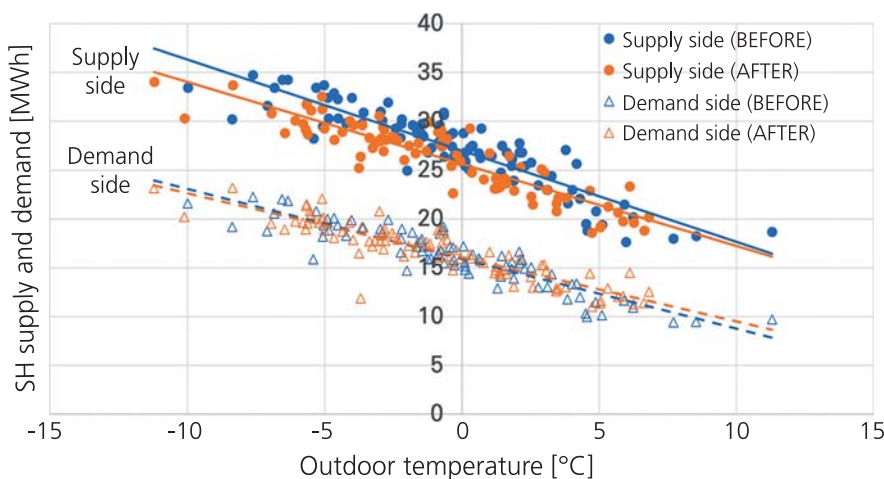 SH supply and demand [MWh]
40
35
30
25
20
15
10
5
0
Supply
side
Demand
side
Supply side (BEFORE)
Supply side (AFTER)
Demand side (BEFORE)
Demand side (AFTER)
-15
-10
-5
0
5
10
15
Outdoor temperature [°C]